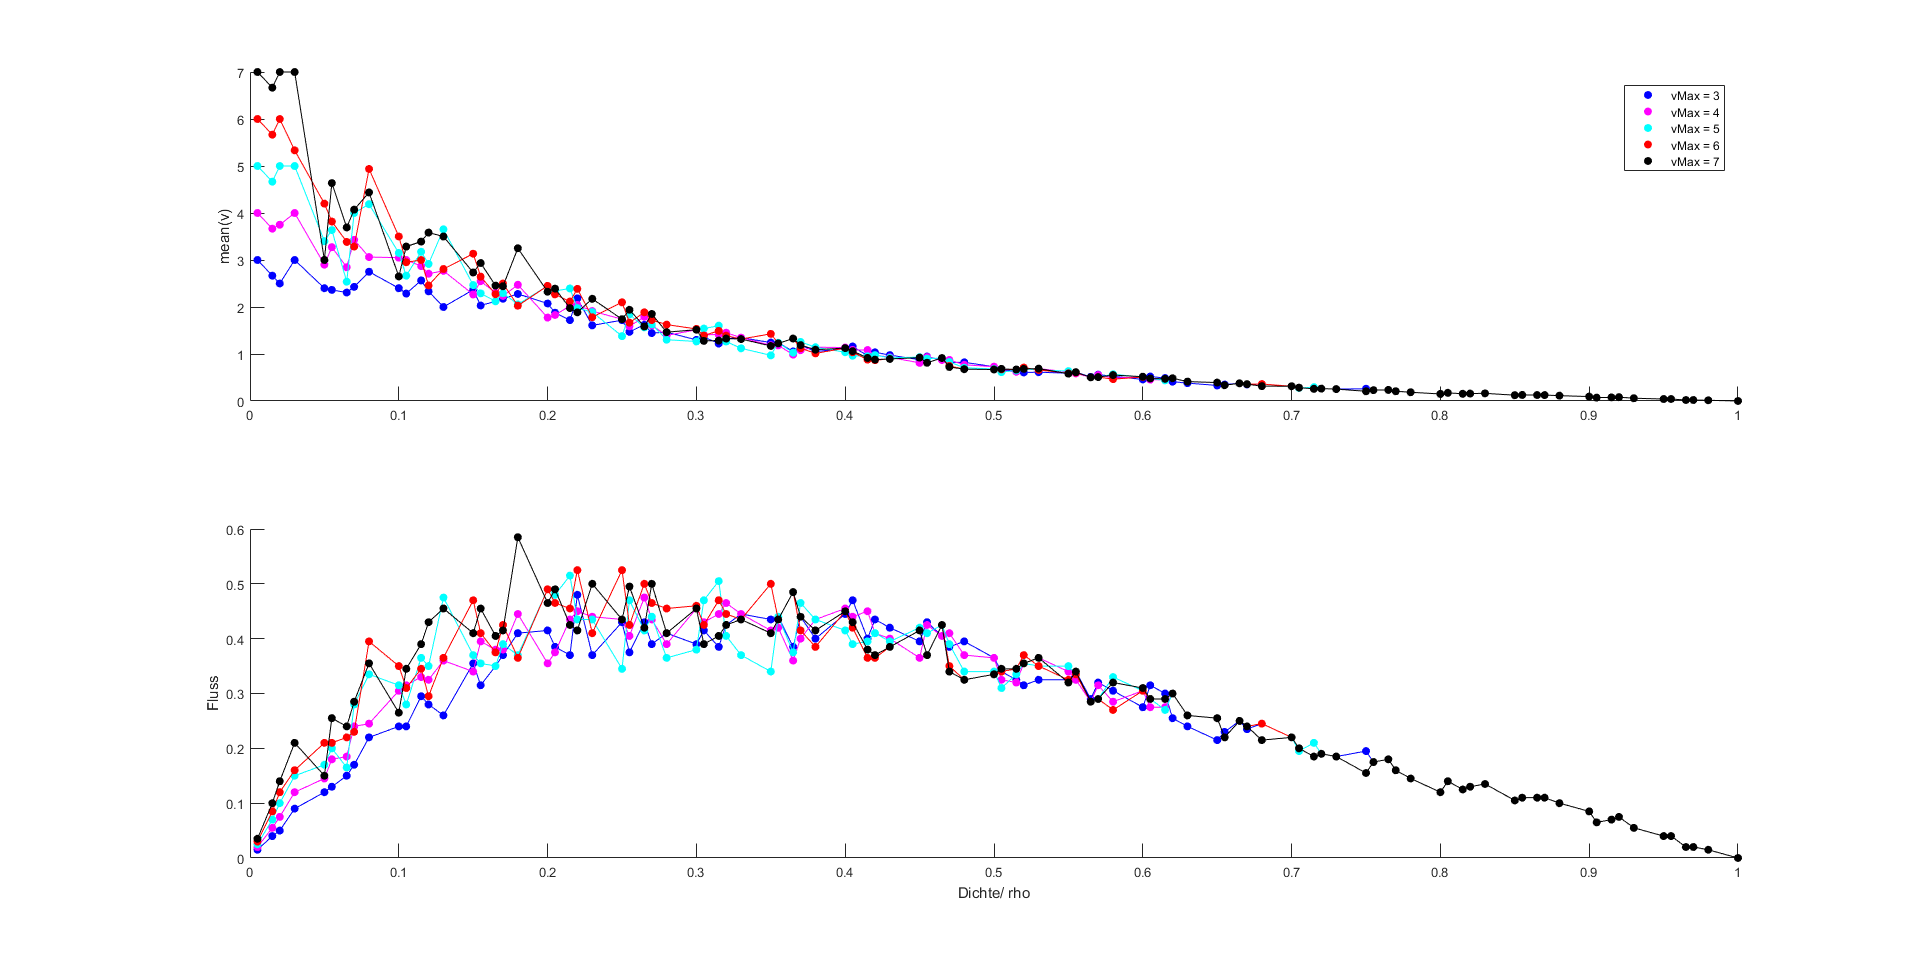 7
6
5
4
3
2
1
0
mean(v)
0 0.1 0.2 0.3 0.4 0.5 0.6 0.7 0.8 0.9 1
vMax = 3
vMax = 4
vMax = 5
vMax = 6
vMax = 7
0.6
0.5
0.4
0.3
0.2
0.1
0
Fluss
0 0.1 0.2 0.3 0.4 0.5 0.6 0.7 0.8 0.9 1
Dichte/ rho